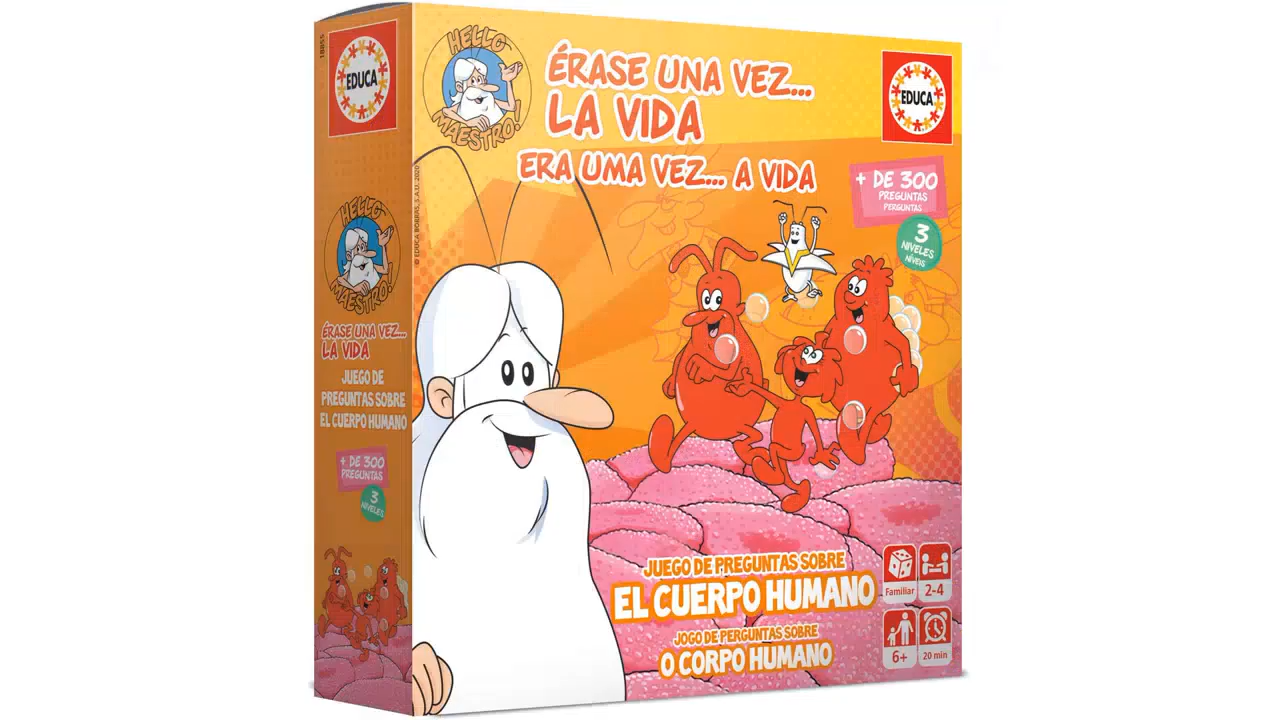 18855
EDUCA
HELLO
MAESTRO!
ÉRASE UNA VEZ...
LA VIDA
JUEGO DE
PREGUNTAS SOBRE
EL CUERPO HUMANO
+ DE 300
PREGUNTAS
3
NIVELES
© EDUCA BORRAS, S.A.U. 2020
HELLO
MAESTRO!
ÉRASE UNA VEZ...
LA VIDA
ERA UMA VEZ... A VIDA
EDUCA
+ DE 300
PREGUNTAS
PERGUNTAS
3
NIVELES
NÍVEIS
V
JUEGO DE PREGUNTAS SOBRE
EL CUERPO HUMANO
JOGO DE PERGUNTAS SOBRE
O CORPO HUMANO
Familiar
2-4
6+
20 min